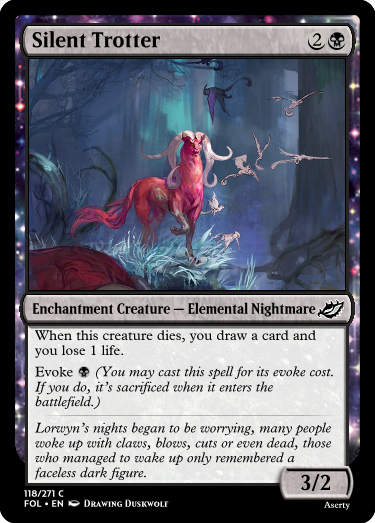 Silent Trotter 2
Enchantment Creature — Elemental Nightmare
When this creature dies, you draw a card and
you lose 1 life.
Evoke (You may cast this spell for its evoke cost.
If you do, it's sacrificed when it enters the
battlefield.)
Lorwyn's nights began to be worrying, many people
woke up with claws, blows, cuts or even dead, those
who managed to wake up only remembered a
faceless dark figure.
3/2
118/271 C
FOL • EN Drawing Duskwolf
Aserty